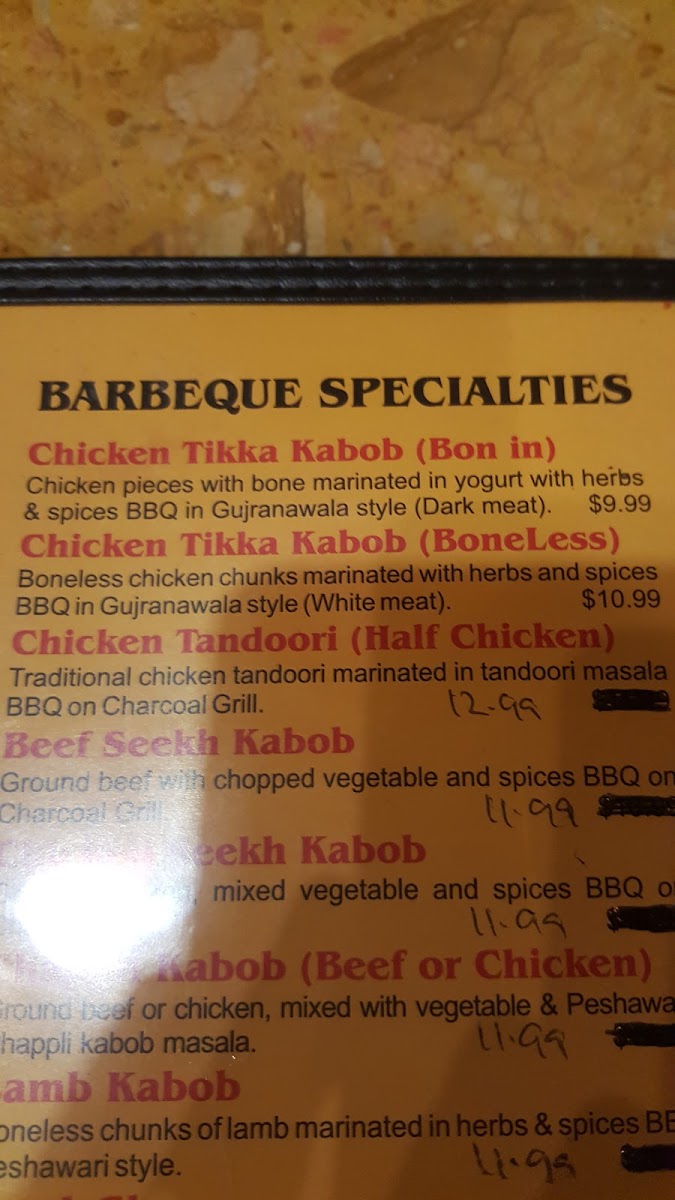 BARBEQUE SPECIALTIES
Chicken Tikka Kabob (Bon in)
Chicken pieces with bone marinated in yogurt with herbs
& spices BBQ in Gujranawala style (Dark meat). $9.99
Chicken Tikka Kabob (BoneLess)
Boneless chicken chunks marinated with herbs and spices
BBQ in Gujranawala style (White meat). $10.99
Chicken Tandoori (Half Chicken)
Traditional chicken tandoori marinated in tandoori masala
BBQ on Charcoal Grill. 12.99
Beef Seekh Kabob
Ground beef with chopped vegetable and spices BBQ on
Charcoal Grill 11.99
eekh Kabob
mixed vegetable and spices BBQ
11.99
Kabob (Beef or Chicken)
Ground beef or chicken, mixed with vegetable & Peshawa
happli kabob masala. 11.99
amb Kabob
oneless chunks of lamb marinated in herbs & spices BB
eshawari style. 11.99